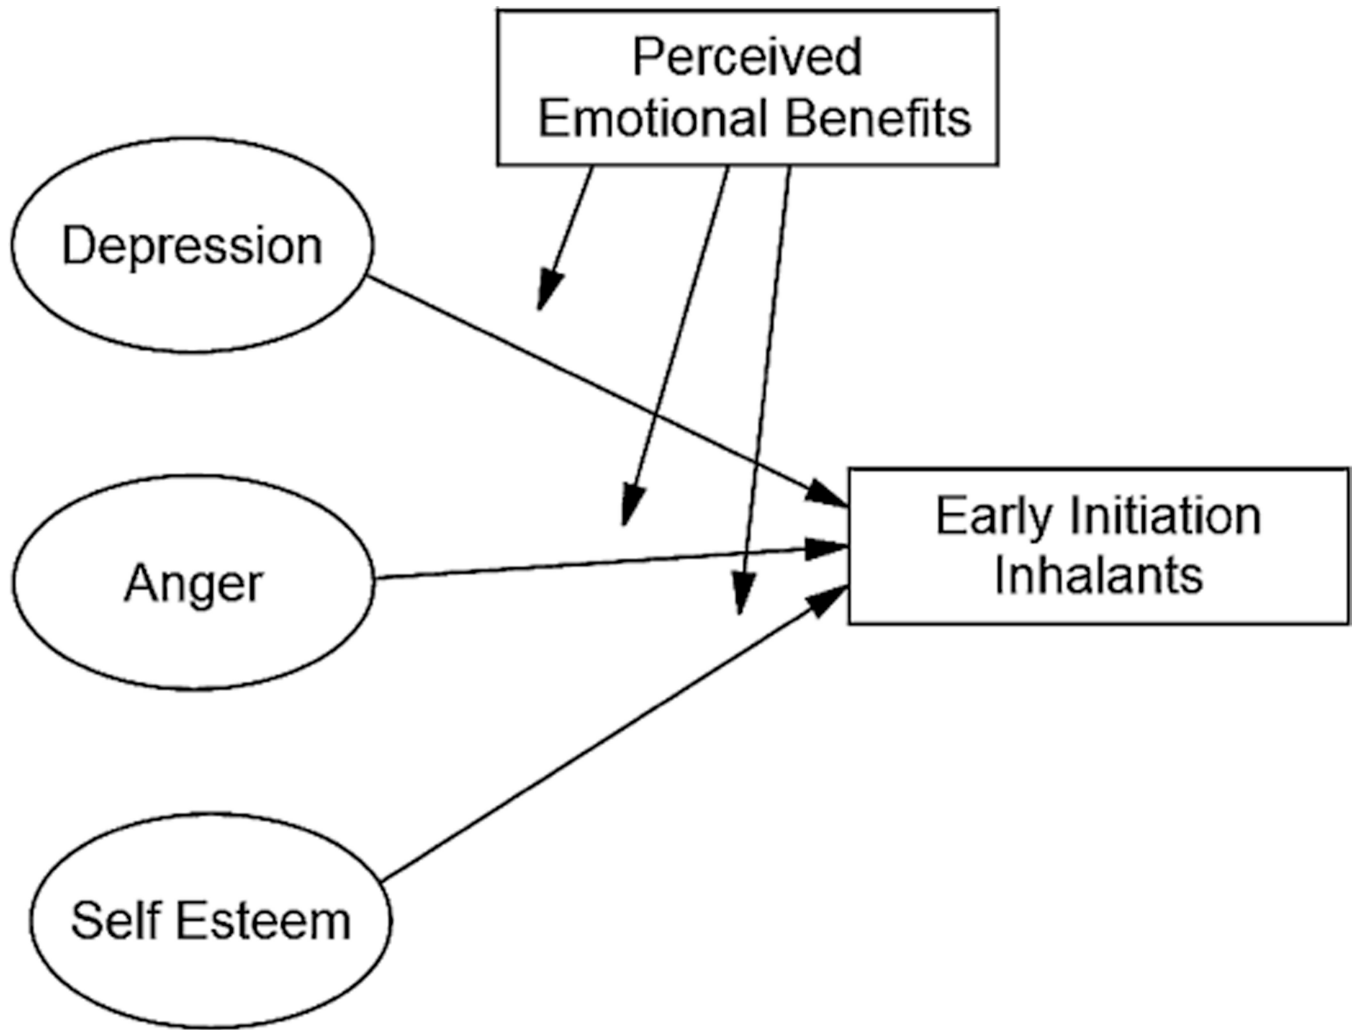 Perceived
Emotional Benefits
Depression
Early Initiation
Inhalants
Anger
Self Esteem